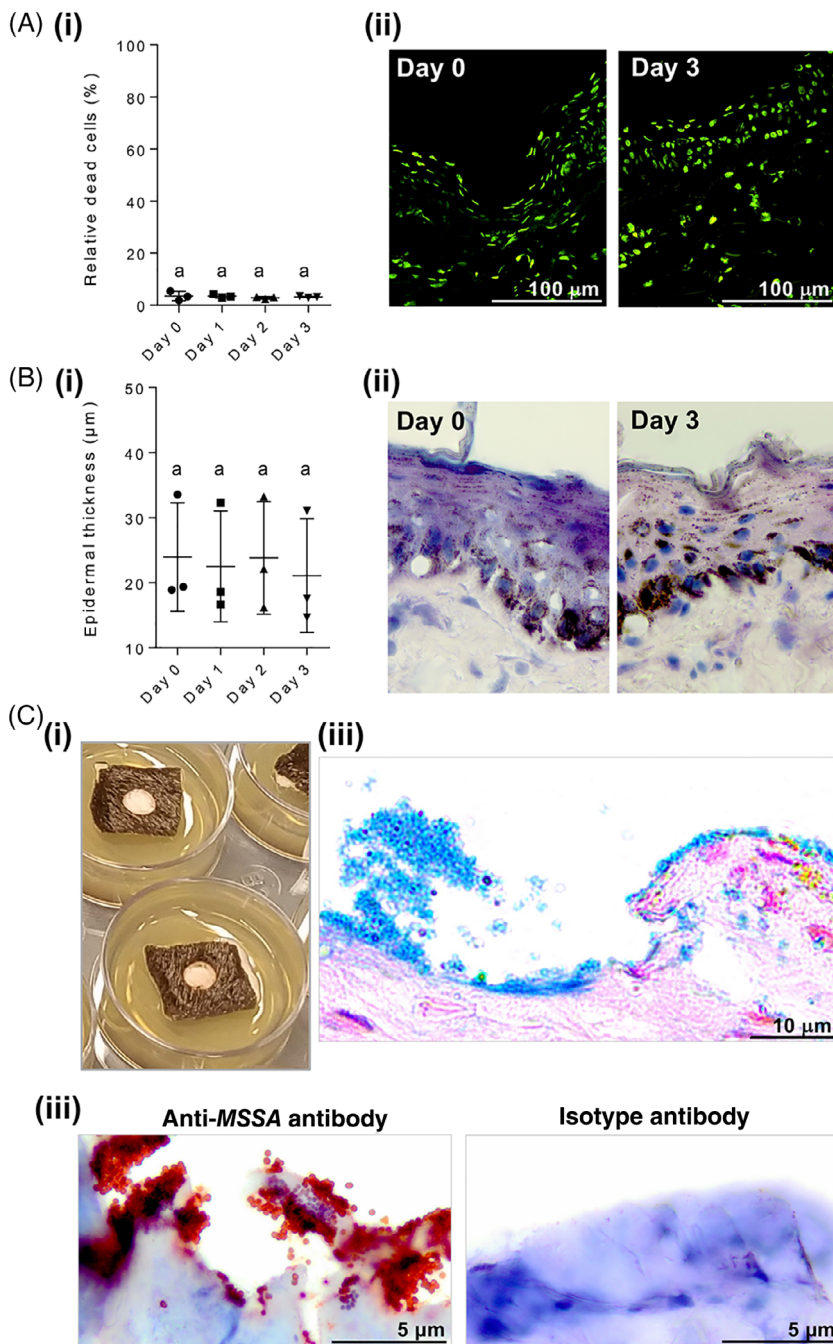 (A) (i)
Relative dead cells (%)
100
80
60
40
20
0
a a a a
Day 0 Day 1 Day 2 Day 3
(ii)
Day 0
100 μm
Day 3
100 μm
(B) (i)
Epidermal thickness (μm)
50
40
30
20
10
a a a a
Day 0 Day 1 Day 2 Day 3
(ii)
Day 0
Day 3
(C) (i)
(iii)
10 μm
(iii)
Anti-MSSA antibody
5 μm
Isotype antibody
5 μm